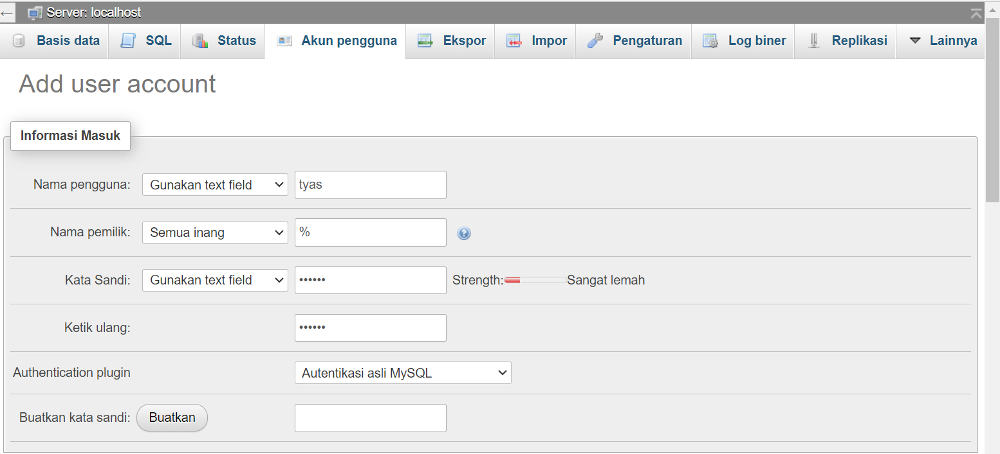 Server: localhost
Basis data SQL Status Akun pengguna Ekspor Impor Pengaturan Log biner Replikasi Lainnya
Add user account
Informasi Masuk
Nama pengguna: Gunakan text field tyas
Nama pemilik: Semua inang %
Kata Sandi: Gunakan text field •••••• Strength: Sangat lemah
Ketik ulang: ••••••
Authentication plugin Autentikasi asli MySQL
Buatkan kata sandi: Buatkan